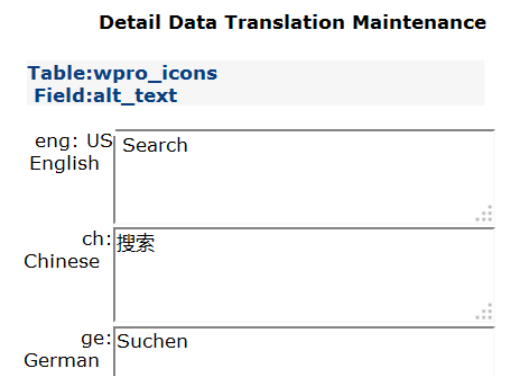 Detail Data Translation Maintenance
Table:wpro_icons
Field:alt_text
eng: US
English
Search
ch:
Chinese
搜索
ge:
German
Suchen